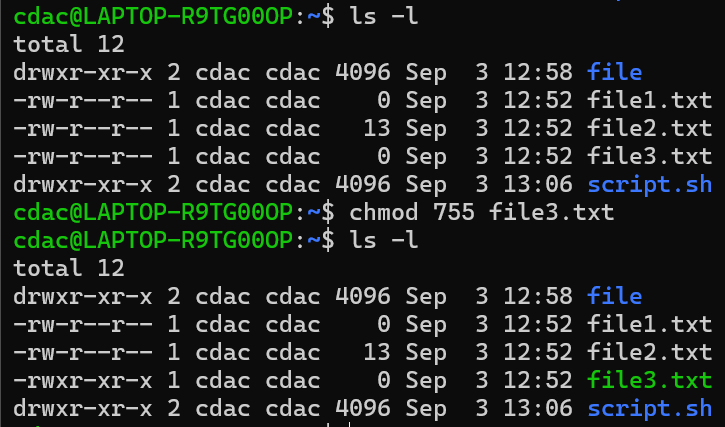 cdac@LAPTOP-R9TG00OP:~$ ls -l
total 12
drwxr-xr-x 2 cdac cdac 4096 Sep  3 12:58 file
-rw-r--r-- 1 cdac cdac    0 Sep  3 12:52 file1.txt
-rw-r--r-- 1 cdac cdac   13 Sep  3 12:52 file2.txt
-rw-r--r-- 1 cdac cdac    0 Sep  3 12:52 file3.txt
drwxr-xr-x 2 cdac cdac 4096 Sep  3 13:06 script.sh
cdac@LAPTOP-R9TG00OP:~$ chmod 755 file3.txt
cdac@LAPTOP-R9TG00OP:~$ ls -l
total 12
drwxr-xr-x 2 cdac cdac 4096 Sep  3 12:58 file
-rw-r--r-- 1 cdac cdac    0 Sep  3 12:52 file1.txt
-rw-r--r-- 1 cdac cdac   13 Sep  3 12:52 file2.txt
-rwxr-xr-x 1 cdac cdac    0 Sep  3 12:52 file3.txt
drwxr-xr-x 2 cdac cdac 4096 Sep  3 13:06 script.sh